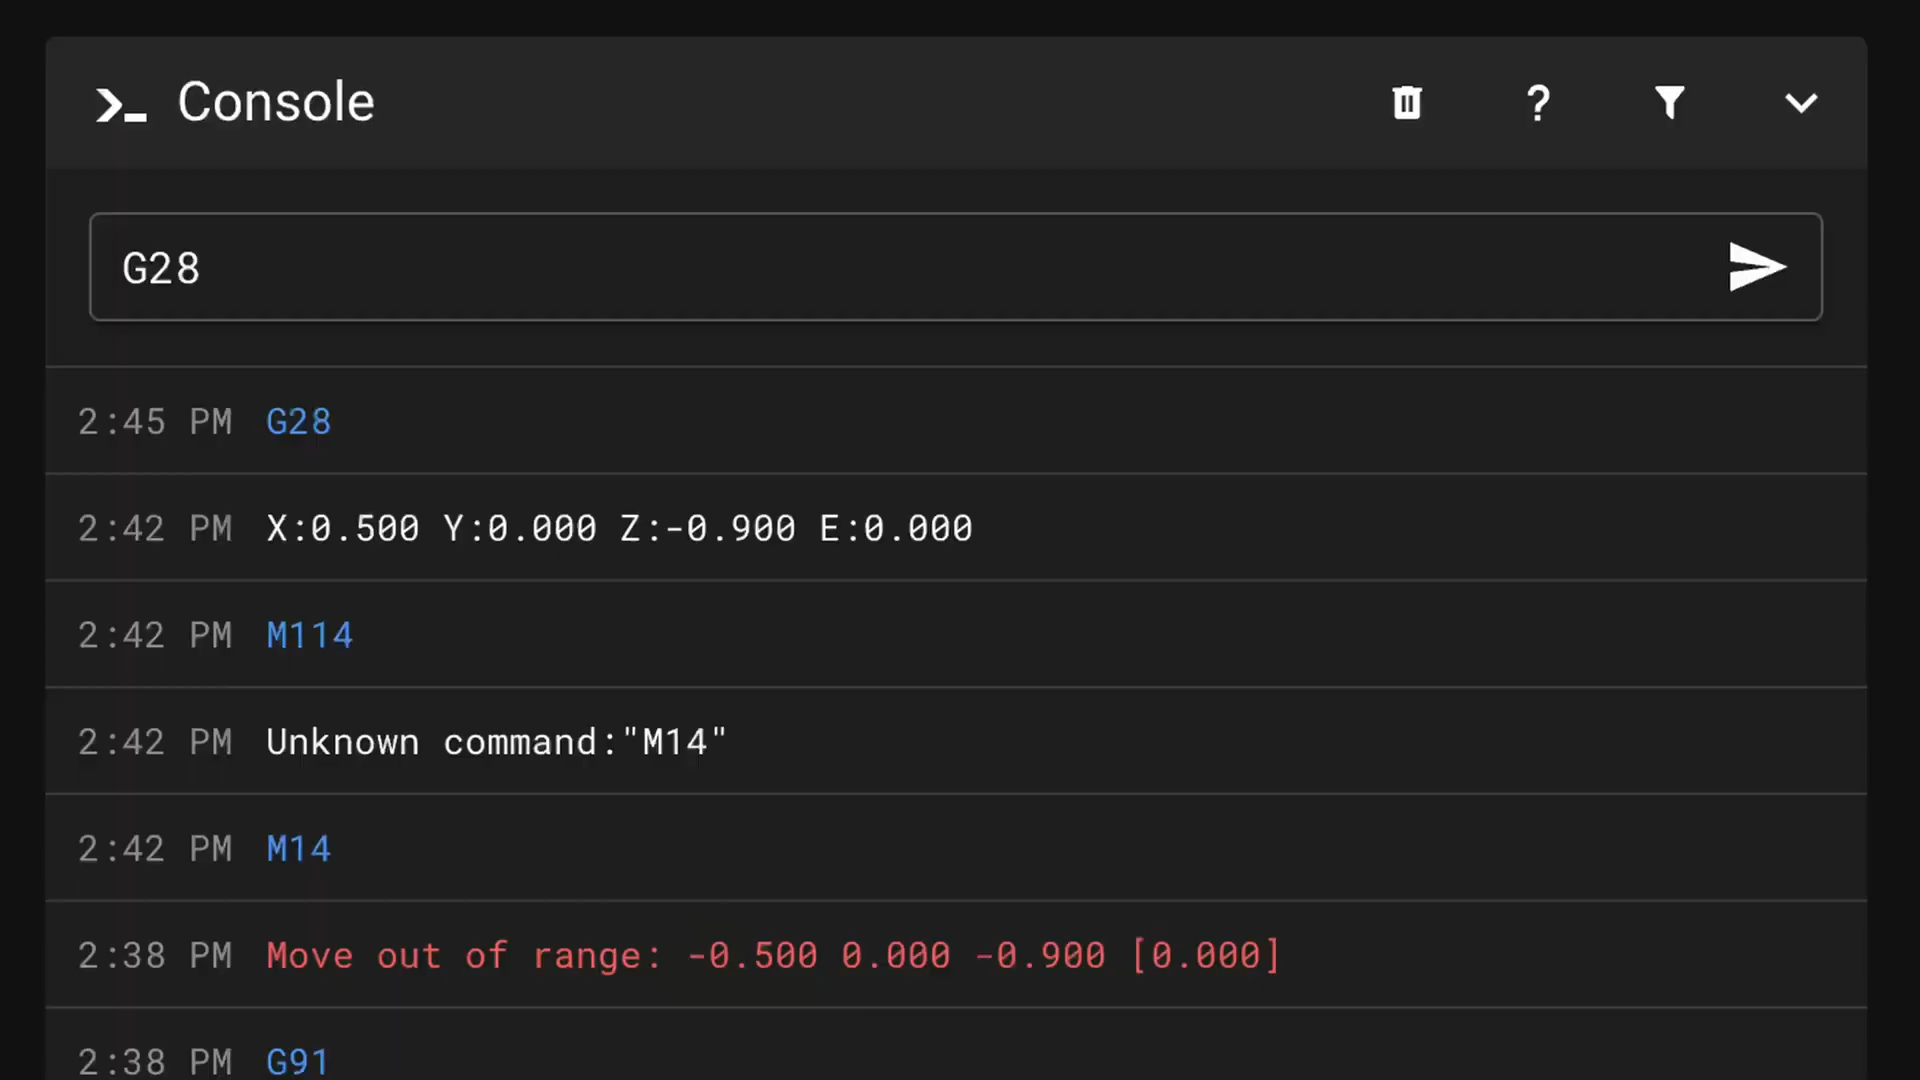 Console
G28
2:45 PM G28
2:42 PM X:0.500 Y:0.000 Z:-0.900 E:0.000
2:42 PM M114
2:42 PM Unknown command:"M14"
2:42 PM M14
2:38 PM Move out of range: -0.500 0.000 -0.900 [0.000]
2:38 PM G91